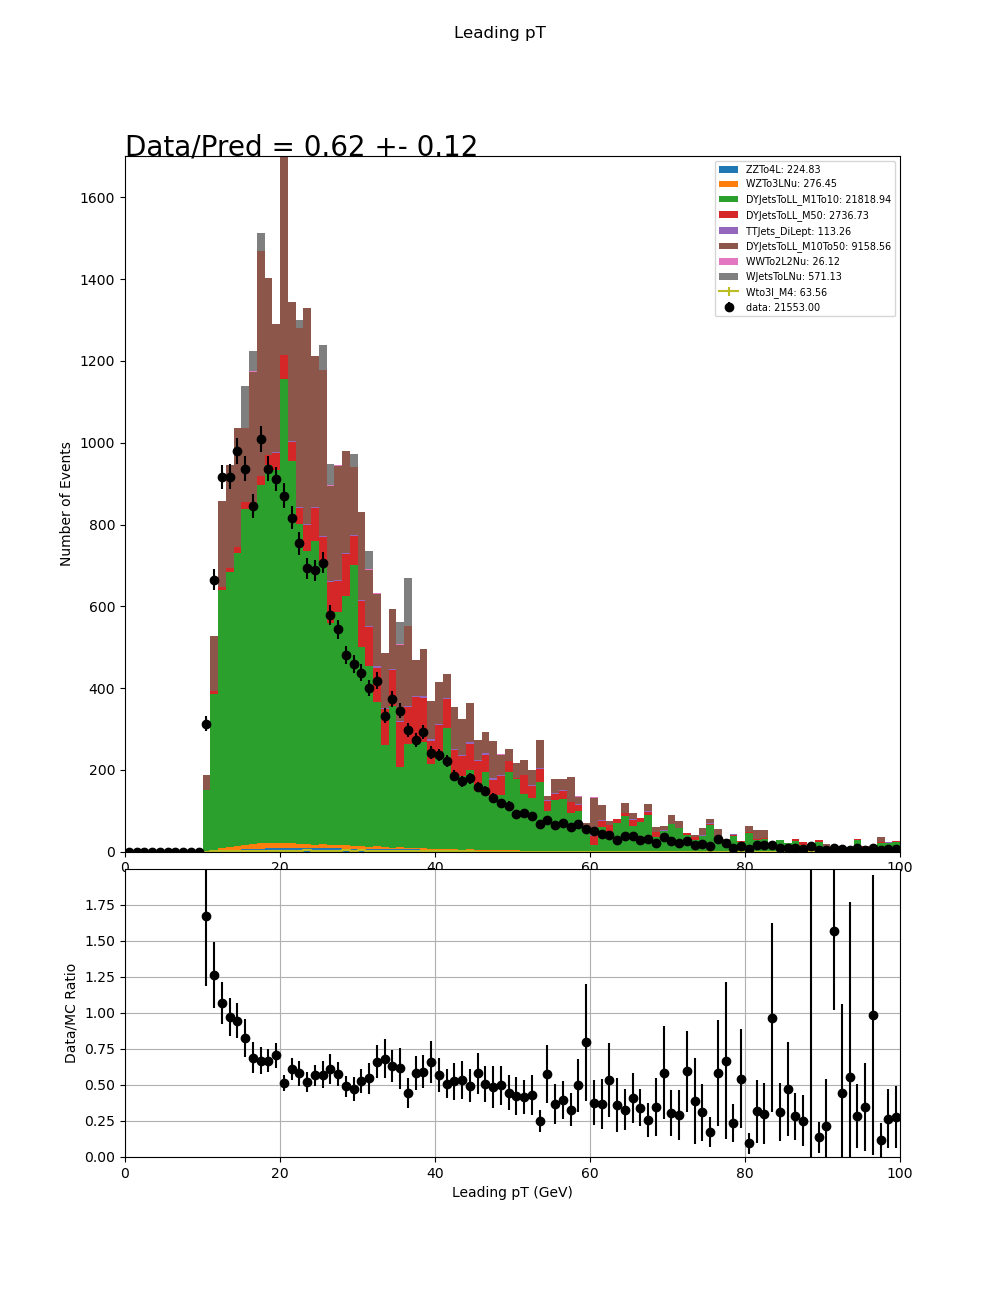 Leading pT
Data/Pred = 0.62 +- 0.12
ZZTo4L: 224.83
WZTo3LNu: 276.45
DYJetsToLL_M1To10: 21818.94
DYJetsToLL_M50: 2736.73
TTJets_DiLept: 113.26
DYJetsToLL_M10To50: 9158.56
WWTo2L2Nu: 26.12
WJetsToLNu: 571.13
Wto3l_M4: 63.56
data: 21553.00
1600
1400
1200
1000
800
600
400
200
0
Number of Events
0 20 40 60 80 100
1.75
1.50
1.25
1.00
0.75
0.50
0.25
0.00
Data/MC Ratio
0 20 40 60 80 100
Leading pT (GeV)